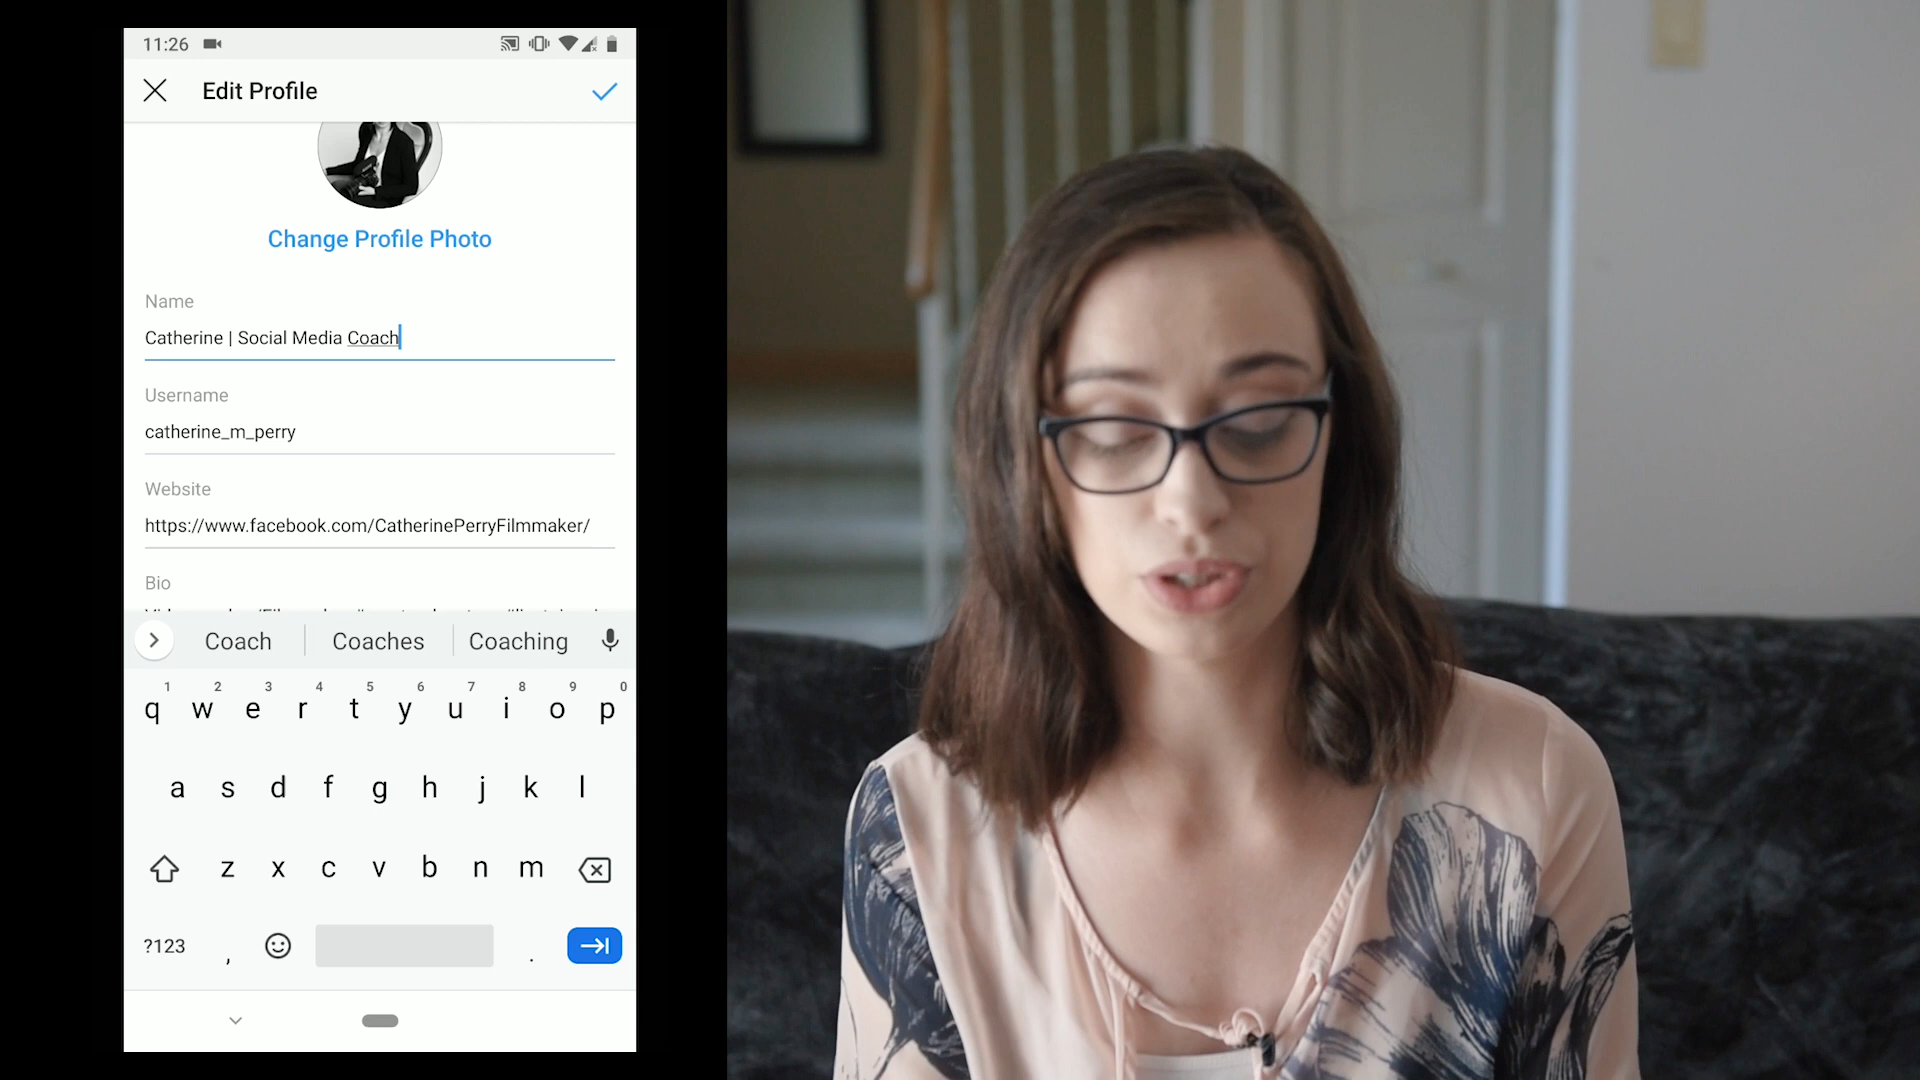 11:26
Edit Profile
Change Profile Photo
Name
Catherine | Social Media Coach
Username
catherine_m_perry
Website
https://www.facebook.com/CatherinePerryFilmmaker/
Bio
Coach Coaches Coaching
1 2 3 4 5 6 7 8 9 0
q w e r t y u i o p
a s d f g h j k l
z x c v b n m
?123 , .